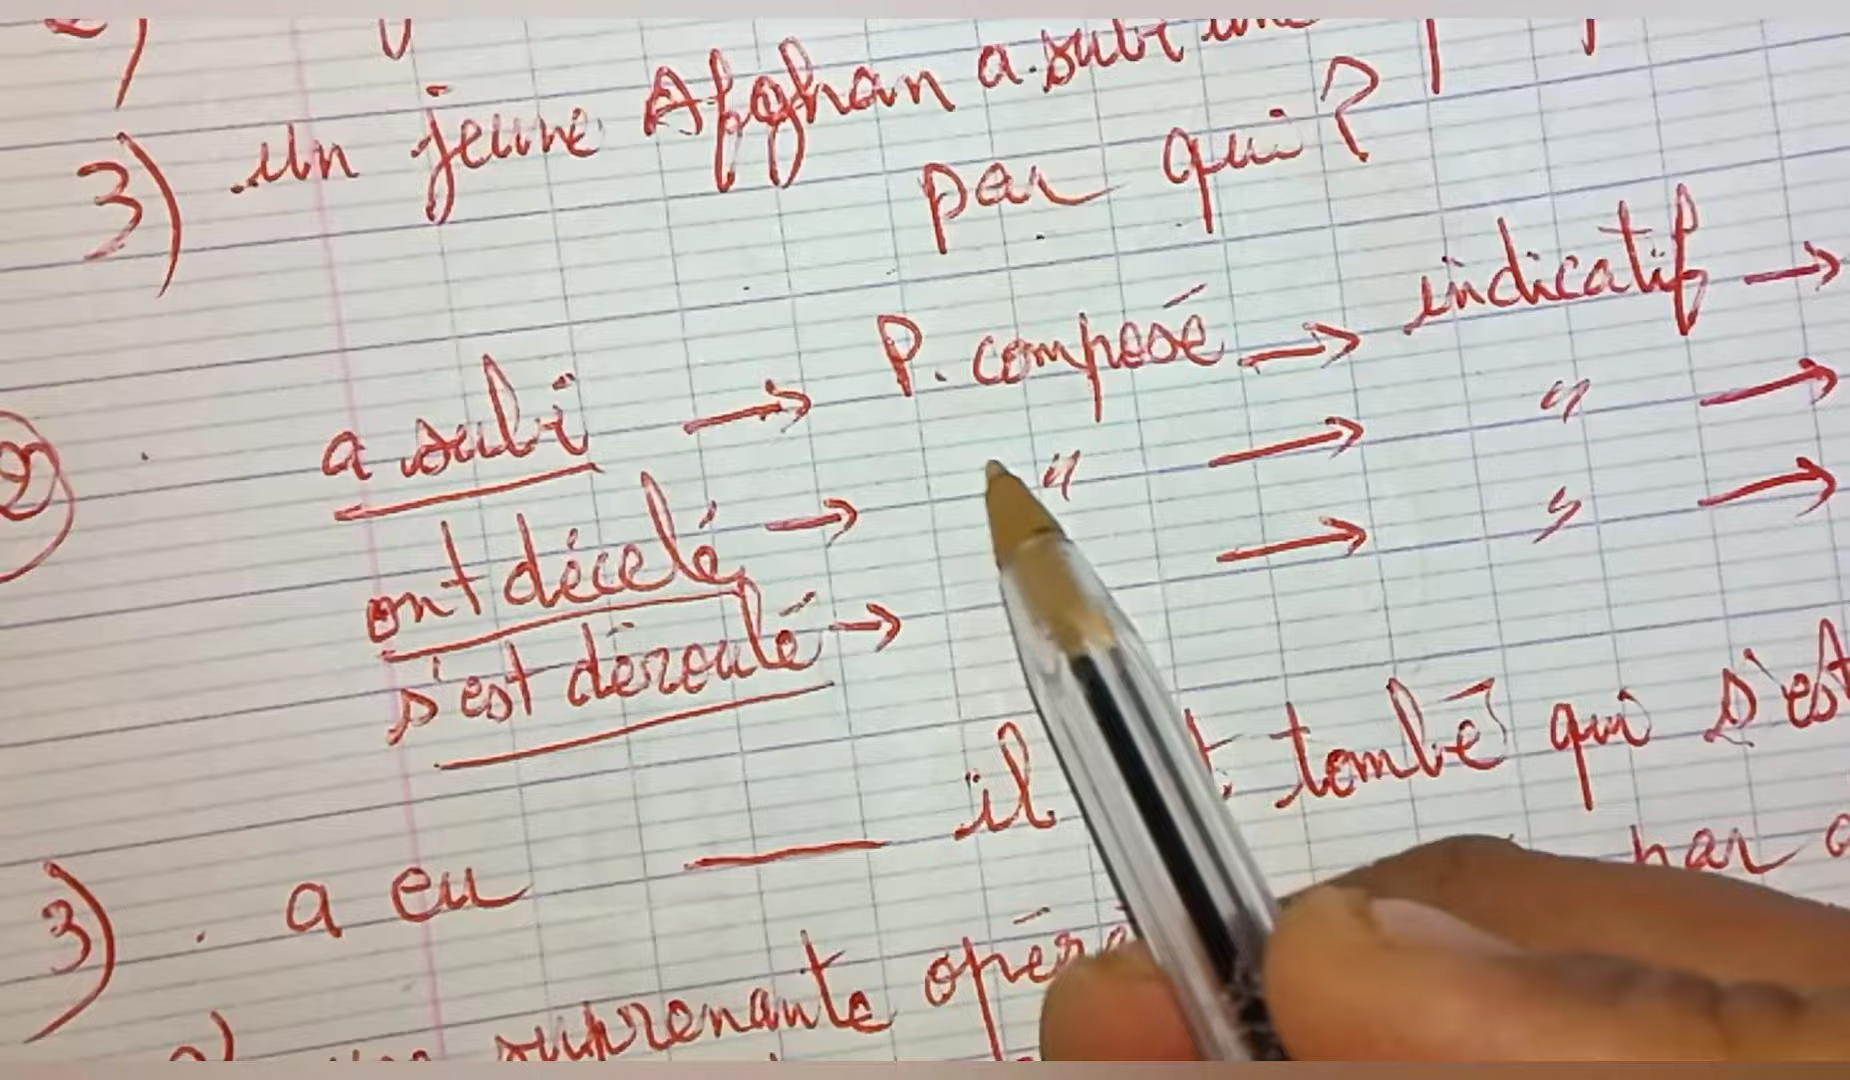 3) un jeune Afghan a subi une
par qui ?
2) a subi → P. composé → indicatif →
ont décelé → " → " →
s'est déroulé → → " →
3) . a eu — il tombé qui s'est
par
surprenante opéra